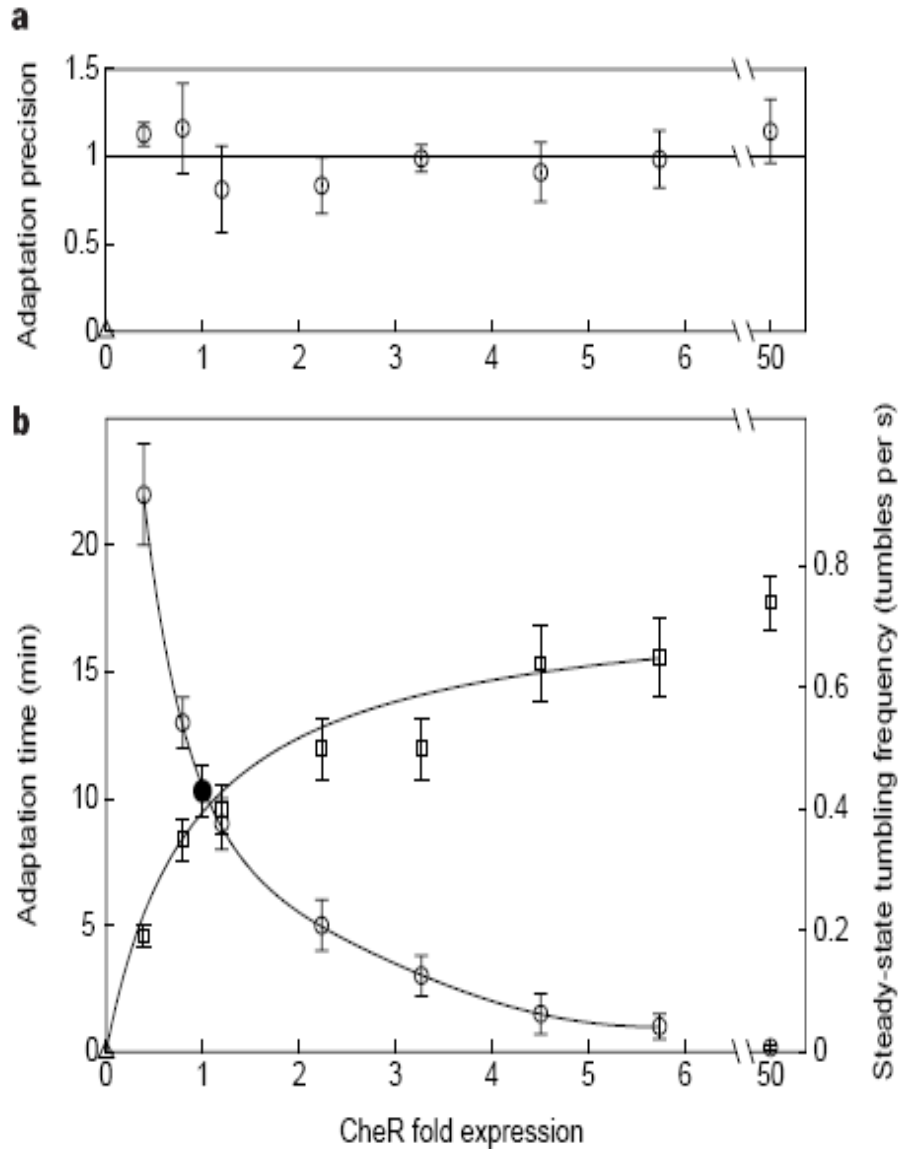 a
Adaptation precision
1.5
1
0.5
0
0 1 2 3 4 5 6 50
b
Adaptation time (min)
20
15
10
5
0
0 1 2 3 4 5 6 50
0.8
0.6
0.4
0.2
0
Steady-state tumbling frequency (tumbles per s)
CheR fold expression